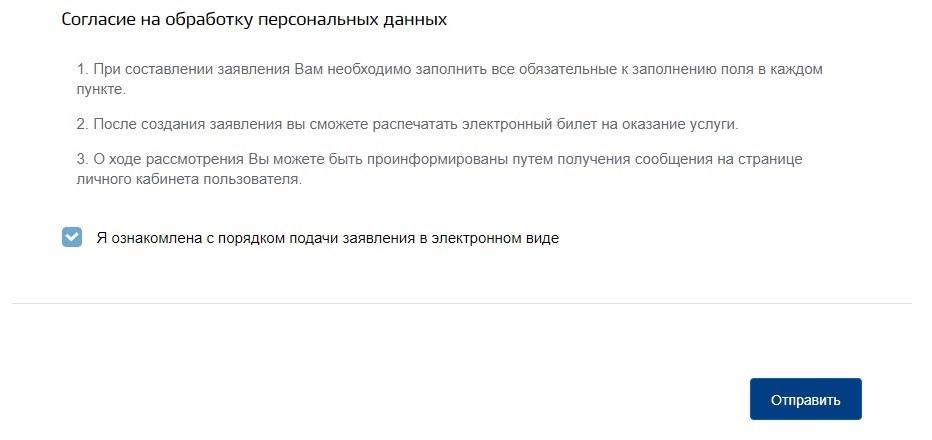 Согласие на обработку персональных данных
1. При составлении заявления Вам необходимо заполнить все обязательные к заполнению поля в каждом
пункте.
2. После создания заявления вы сможете распечатать электронный билет на оказание услуги.
3. О ходе рассмотрения Вы можете быть проинформированы путем получения сообщения на странице
личного кабинета пользователя.
Я ознакомлена с порядком подачи заявления в электронном виде
Отправить